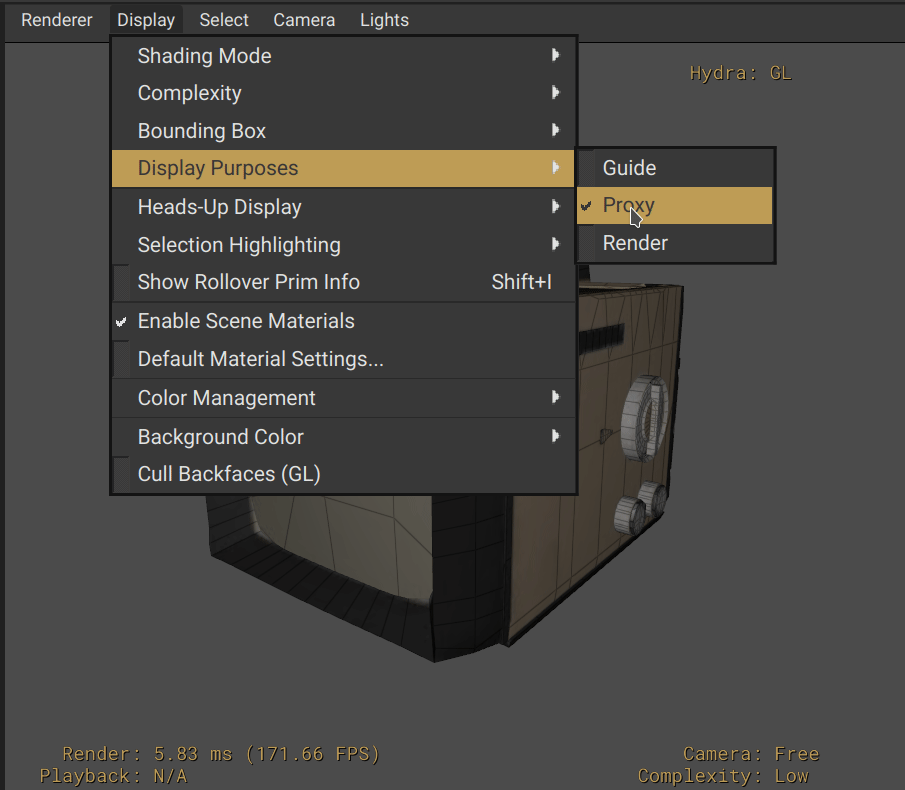 Renderer Display Select Camera Lights
Hydra: GL
Shading Mode
Complexity
Bounding Box
Display Purposes
Guide
Proxy
Render
Heads-Up Display
Selection Highlighting
Show Rollover Prim Info Shift+I
Enable Scene Materials
Default Material Settings...
Color Management
Background Color
Cull Backfaces (GL)
Render: 5.83 ms (171.66 FPS)
Playback: N/A
Camera: Free
Complexity: Low